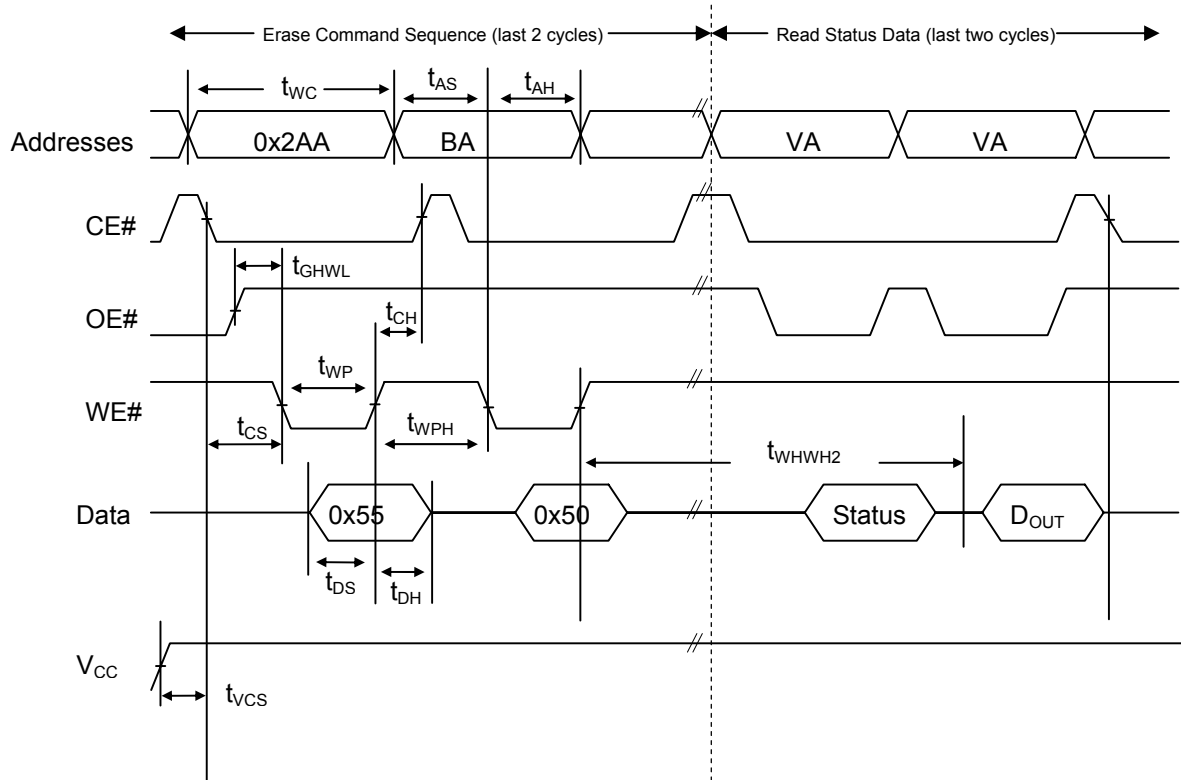 Erase Command Sequence (last 2 cycles)
Read Status Data (last two cycles)
tWC
tAS
tAH
Addresses
0x2AA
BA
VA
VA
CE#
tGHWL
OE#
tCH
tWP
WE#
tCS
tWPH
tWHWH2
Data
0x55
0x50
Status
DOUT
tDS
tDH
VCC
tVCS